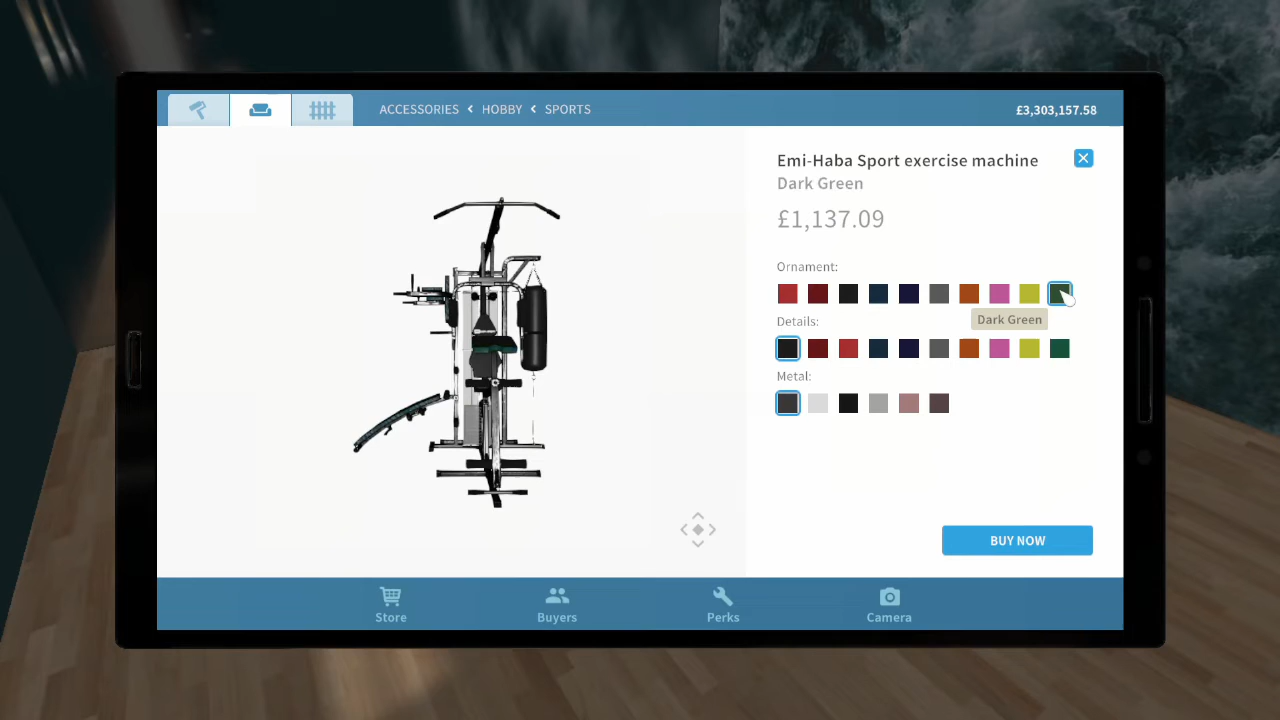 ACCESSORIES < HOBBY < SPORTS
£3,303,157.58
Emi-Haba Sport exercise machine
Dark Green
£1,137.09
Ornament:
Dark Green
Details:
Metal:
BUY NOW
Store
Buyers
Perks
Camera